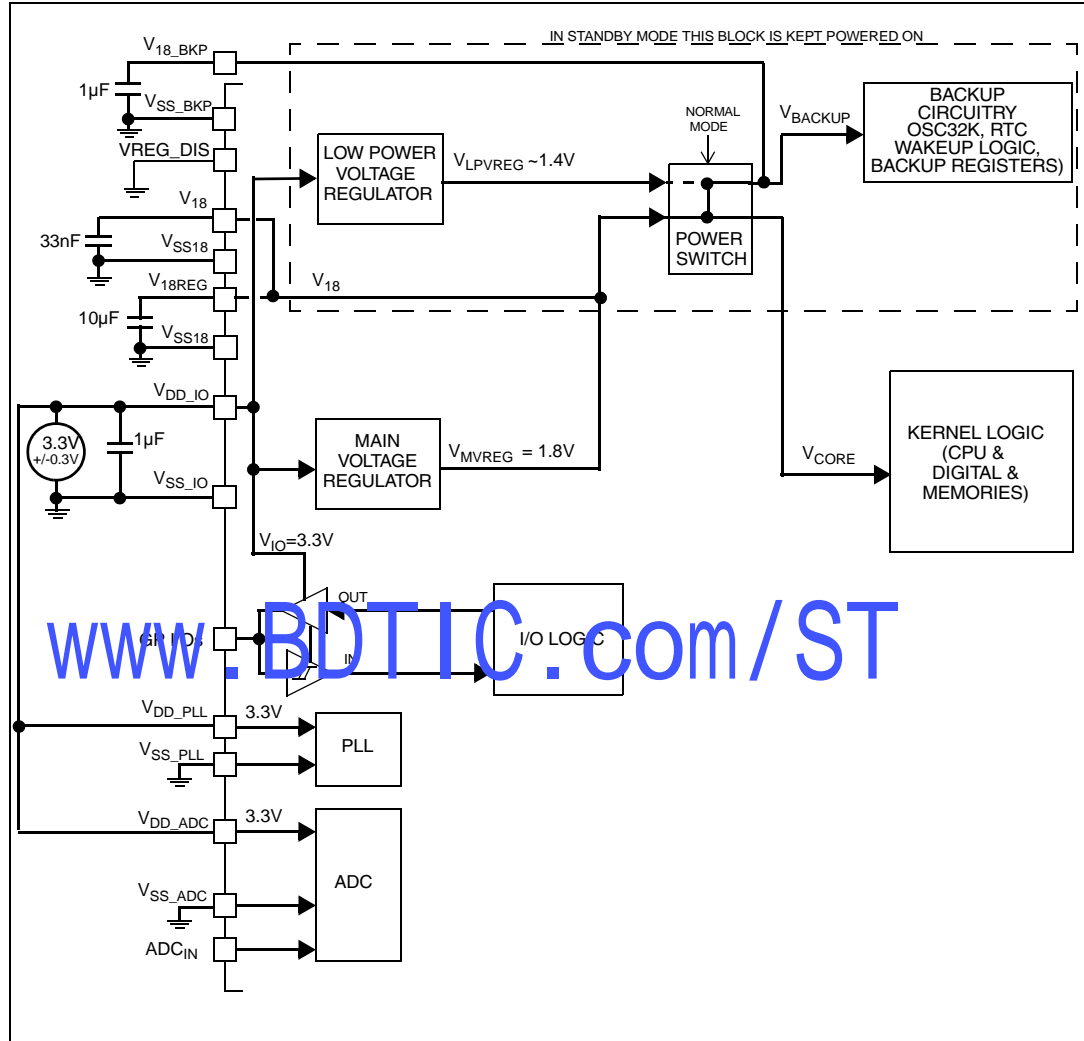 IN STANDBY MODE THIS BLOCK IS KEPT POWERED ON
V18_BKP
1µF
VSS_BKP
VREG_DIS
V18
33nF
VSS18
V18REG
10µF
VSS18
LOW POWER
VOLTAGE
REGULATOR
VLPVREG ~1.4V
NORMAL
MODE
POWER
SWITCH
VBACKUP
BACKUP
CIRCUITRY
OSC32K, RTC
WAKEUP LOGIC,
BACKUP REGISTERS)
V18
VDD_IO
3.3V
+/-0.3V
1µF
VSS_IO
MAIN
VOLTAGE
REGULATOR
VMVREG = 1.8V
VCORE
KERNEL LOGIC
(CPU &
DIGITAL &
MEMORIES)
VIO=3.3V
OUT
IN
I/O LOGIC
www.BDTIC.com/ST
VDD_PLL
3.3V
VSS_PLL
PLL
VDD_ADC
3.3V
VSS_ADC
ADCIN
ADC